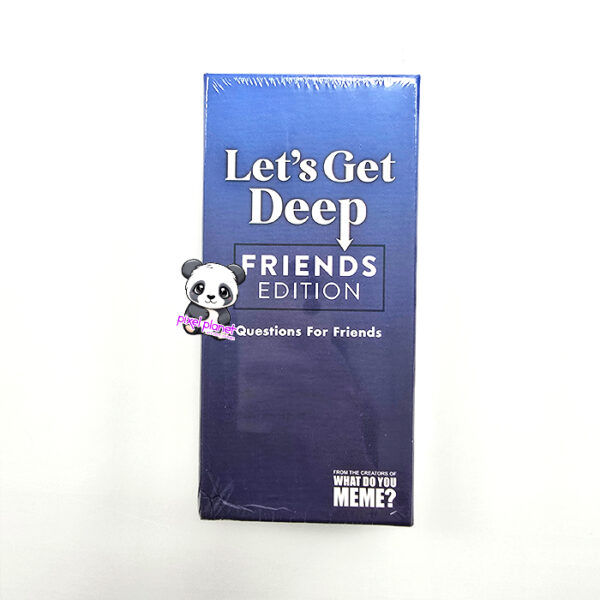 Let's Get
Deep
FRIENDS
EDITION
pixel planet
Questions For Friends
FROM THE CREATORS OF
WHAT DO YOU
MEME?